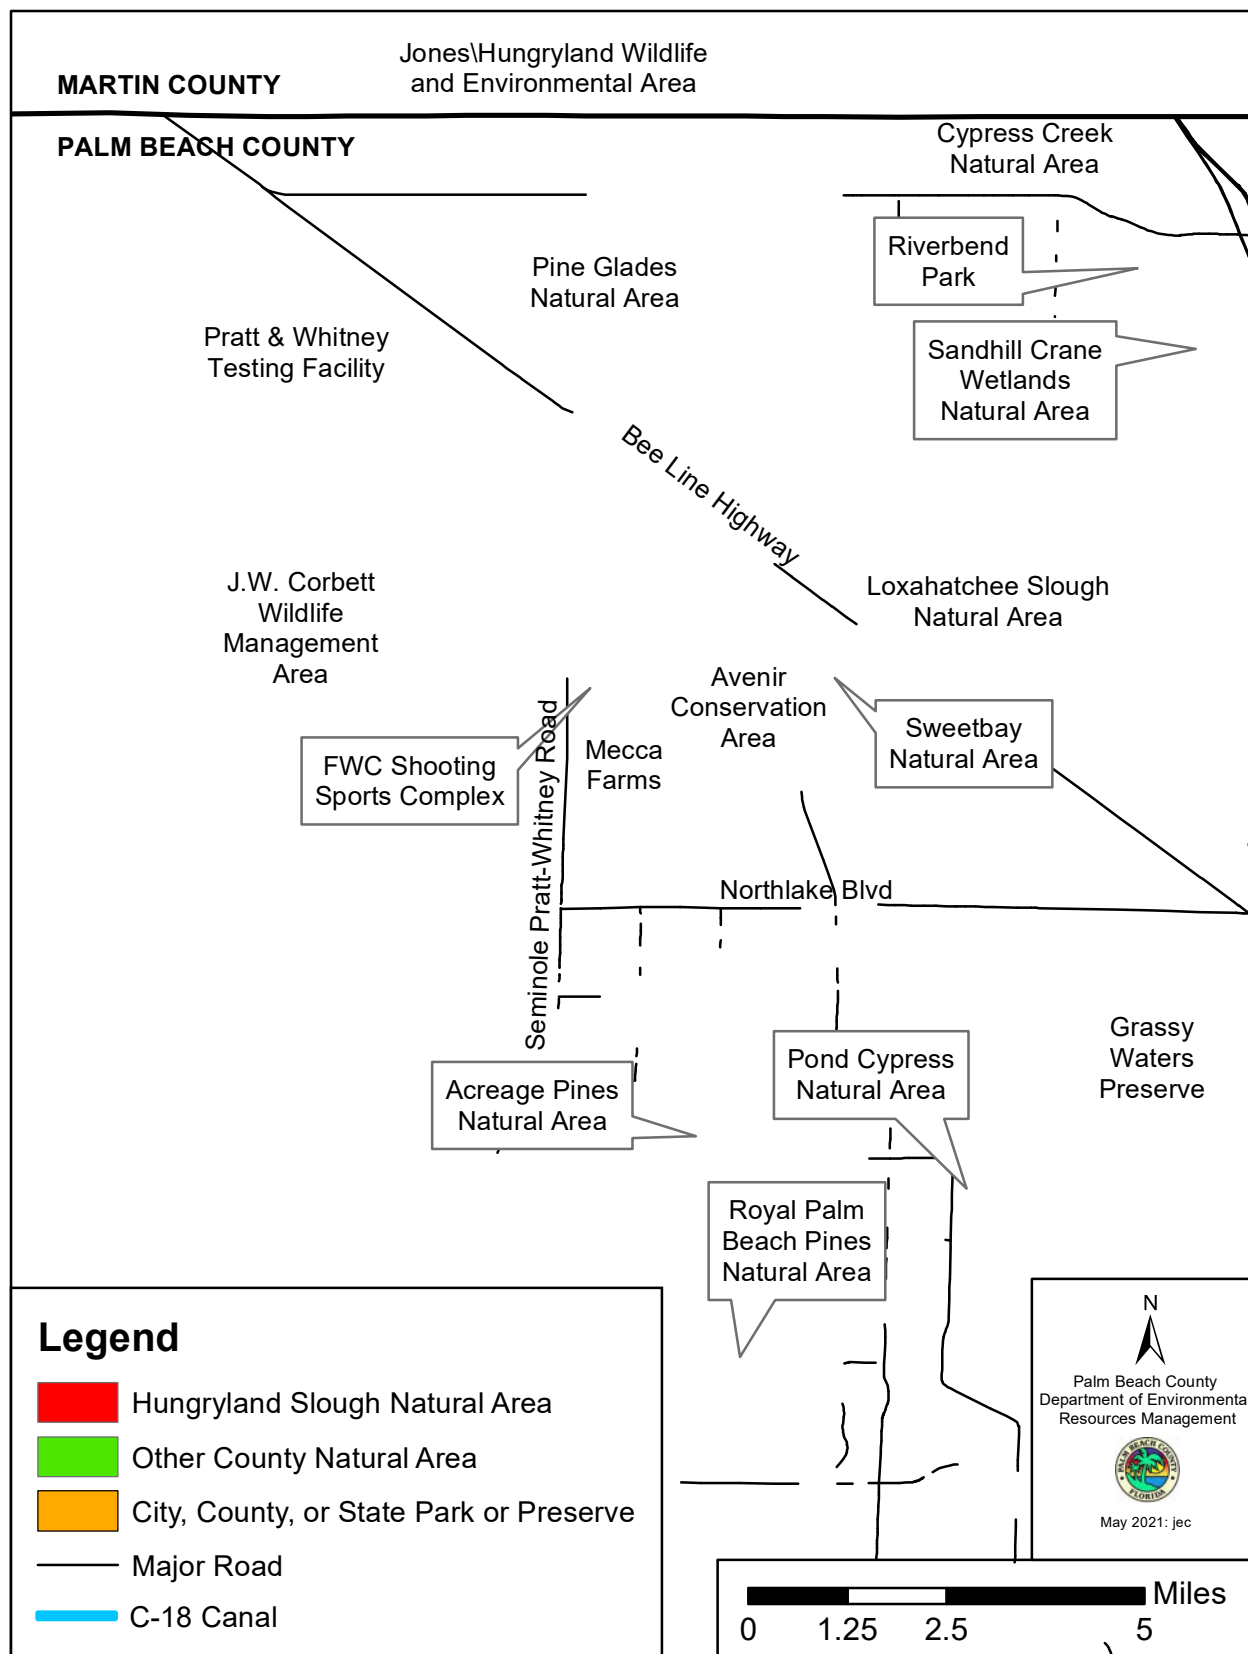 Jones\Hungryland Wildlife
and Environmental Area
MARTIN COUNTY
PALM BEACH COUNTY
Cypress Creek
Natural Area
Riverbend
Park
Pine Glades
Natural Area
Pratt & Whitney
Testing Facility
Sandhill Crane
Wetlands
Natural Area
Bee Line Highway
J.W. Corbett
Wildlife
Management
Area
Loxahatchee Slough
Natural Area
Avenir
Conservation
Area
Sweetbay
Natural Area
FWC Shooting
Sports Complex
Mecca
Farms
Seminole Pratt-Whitney Road
Northlake Blvd
Grassy
Waters
Preserve
Pond Cypress
Natural Area
Acreage Pines
Natural Area
Royal Palm
Beach Pines
Natural Area
Legend
Hungryland Slough Natural Area
Other County Natural Area
City, County, or State Park or Preserve
Major Road
C-18 Canal
N
Palm Beach County
Department of Environmenta
Resources Management
PALM BEACH COUNTY
FLORIDA
May 2021: jec
Miles
0 1.25 2.5 5